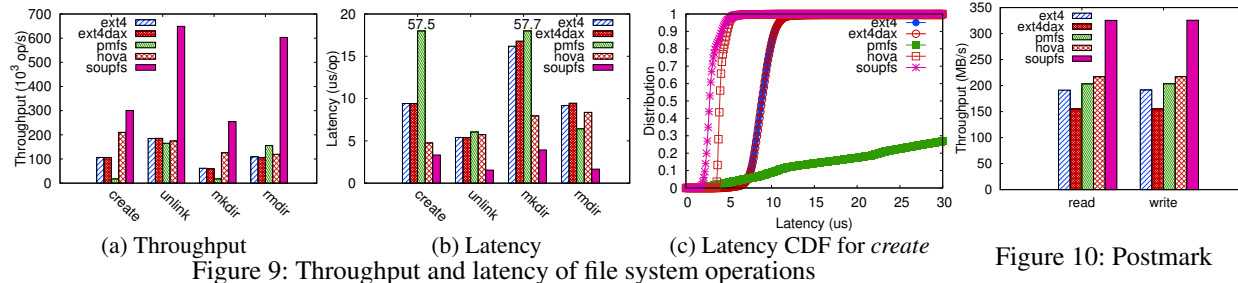 700
600
500
400
300
200
100
0
Throughput (10³ op/s)
ext4
ext4dax
pmfs
nova
soupfs
create
unlink
mkdir
rmdir
(a) Throughput
20
15
10
5
0
Latency (us/op)
57.5
57.7
ext4
ext4dax
pmfs
nova
soupfs
create
unlink
mkdir
rmdir
(b) Latency
1
0.9
0.8
0.7
0.6
0.5
0.4
0.3
0.2
0.1
0
Distribution
ext4
ext4dax
pmfs
nova
soupfs
0 5 10 15 20 25 30
Latency (us)
(c) Latency CDF for create
Figure 9: Throughput and latency of file system operations
350
300
250
200
150
100
50
0
Throughput (MB/s)
ext4
ext4dax
pmfs
nova
soupfs
read write
Figure 10: Postmark